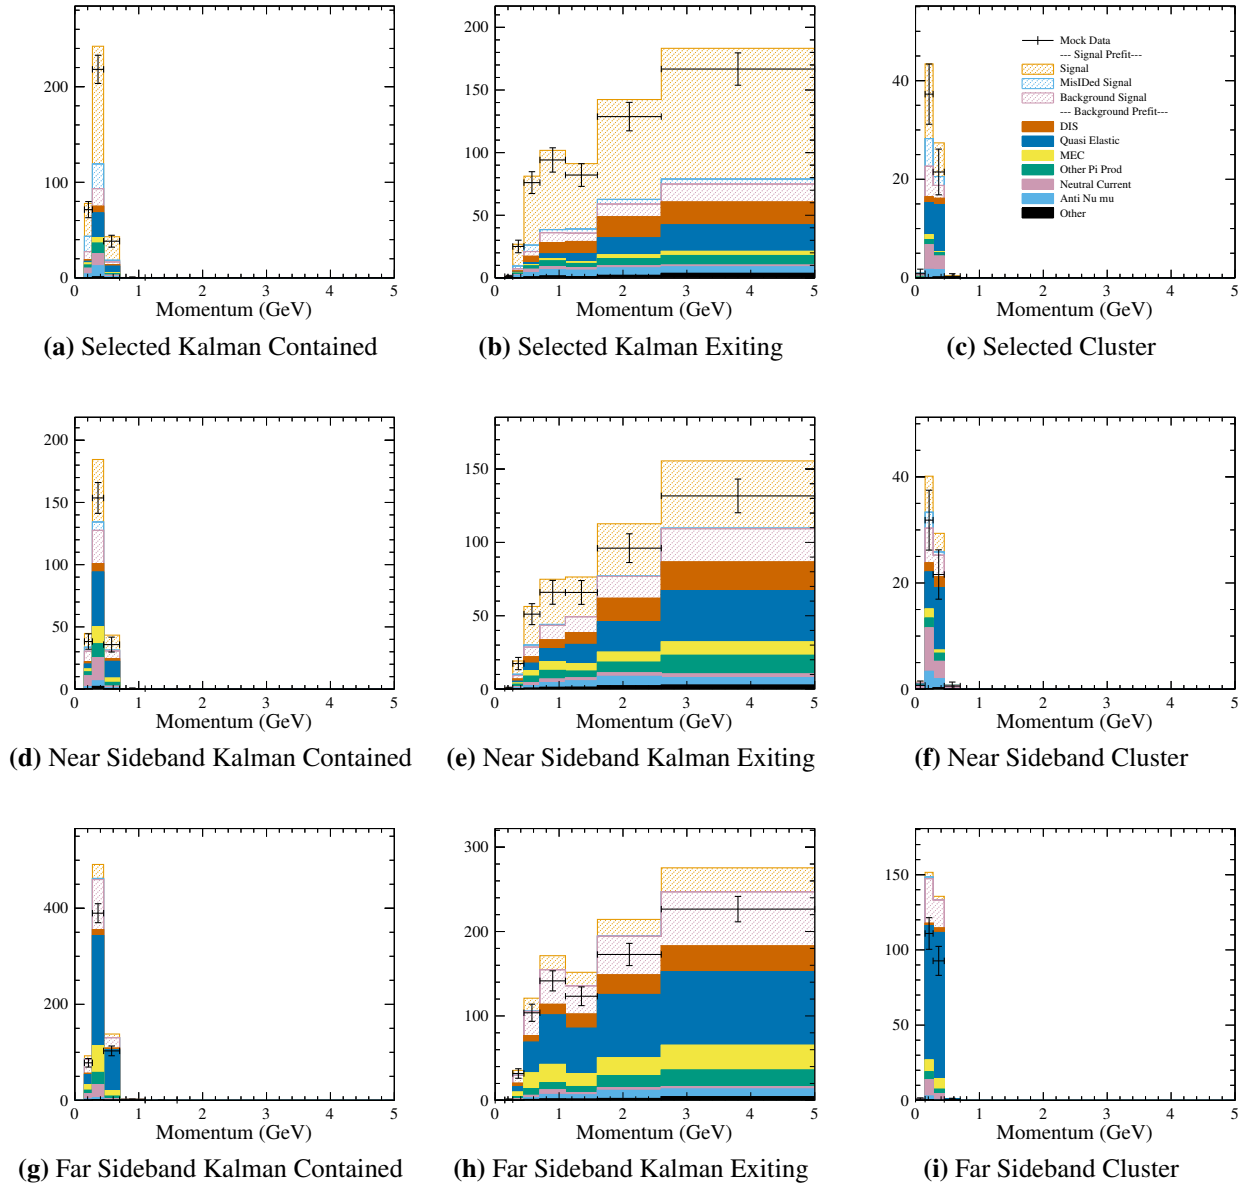 200
100
0
0 1 2 3 4 5
Momentum (GeV)
(a) Selected Kalman Contained
200
150
100
50
0
0 1 2 3 4 5
Momentum (GeV)
(b) Selected Kalman Exiting
40
20
0
0 1 2 3 4 5
Momentum (GeV)
Mock Data
--- Signal Prefit---
Signal
MisIDed Signal
Background Signal
--- Background Prefit---
DIS
Quasi Elastic
MEC
Other Pi Prod
Neutral Current
Anti Nu mu
Other
(c) Selected Cluster
200
150
100
50
0
0 1 2 3 4 5
Momentum (GeV)
(d) Near Sideband Kalman Contained
150
100
50
0
0 1 2 3 4 5
Momentum (GeV)
(e) Near Sideband Kalman Exiting
40
20
0
0 1 2 3 4 5
Momentum (GeV)
(f) Near Sideband Cluster
400
200
0
0 1 2 3 4 5
Momentum (GeV)
(g) Far Sideband Kalman Contained
300
200
100
0
0 1 2 3 4 5
Momentum (GeV)
(h) Far Sideband Kalman Exiting
150
100
50
0
0 1 2 3 4 5
Momentum (GeV)
(i) Far Sideband Cluster